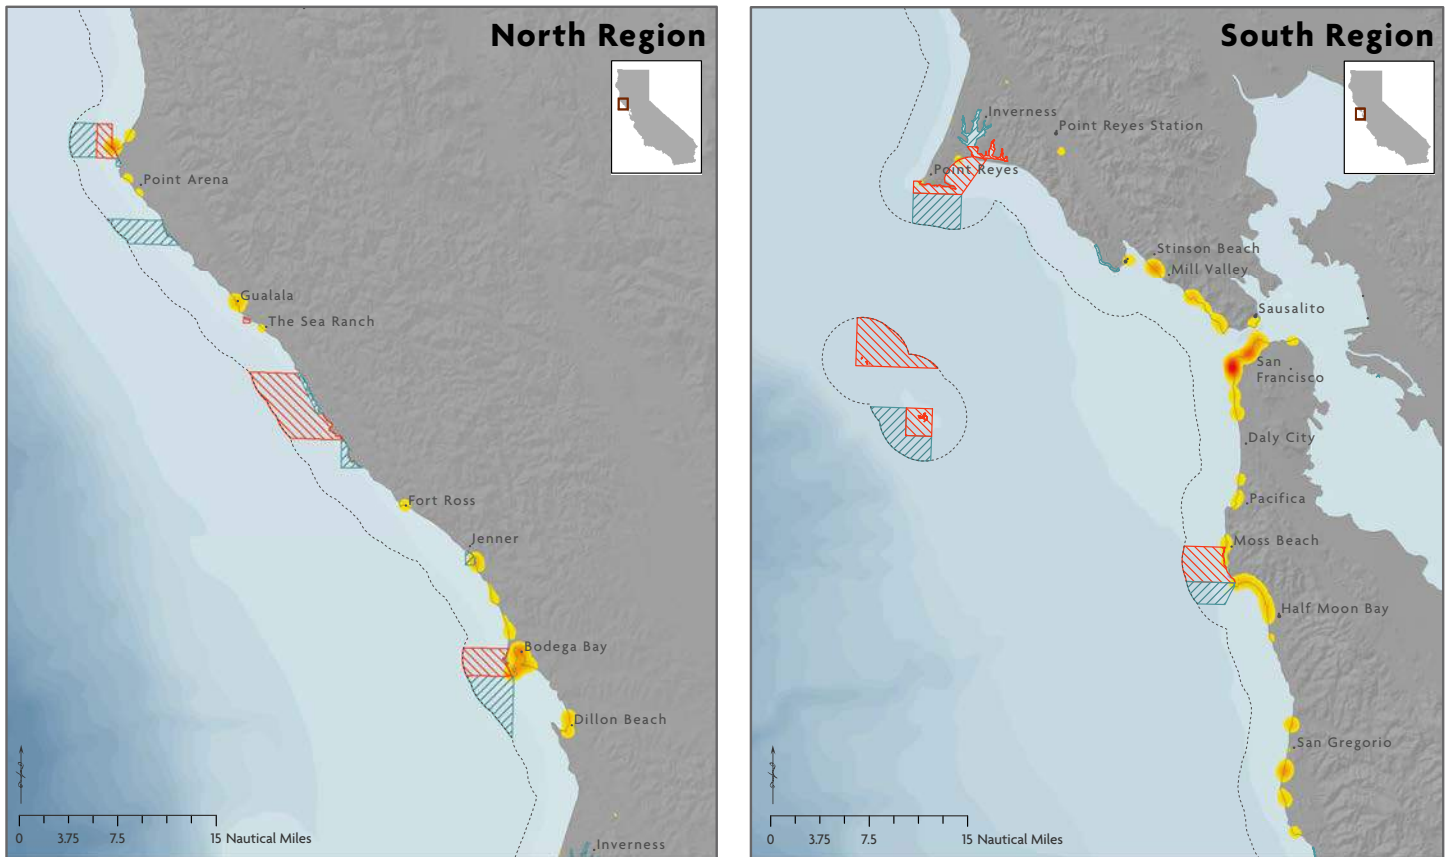 North Region
Point Arena
Gualala
The Sea Ranch
Fort Ross
Jenner
Bodega Bay
Dillon Beach
Inverness
0 3.75 7.5 15 Nautical Miles
South Region
Inverness
Point Reyes Station
Point Reyes
Stinson Beach
Mill Valley
Sausalito
San
Francisco
Daly City
Pacifica
Moss Beach
Half Moon Bay
San Gregorio
0 3.75 7.5 15 Nautical Miles